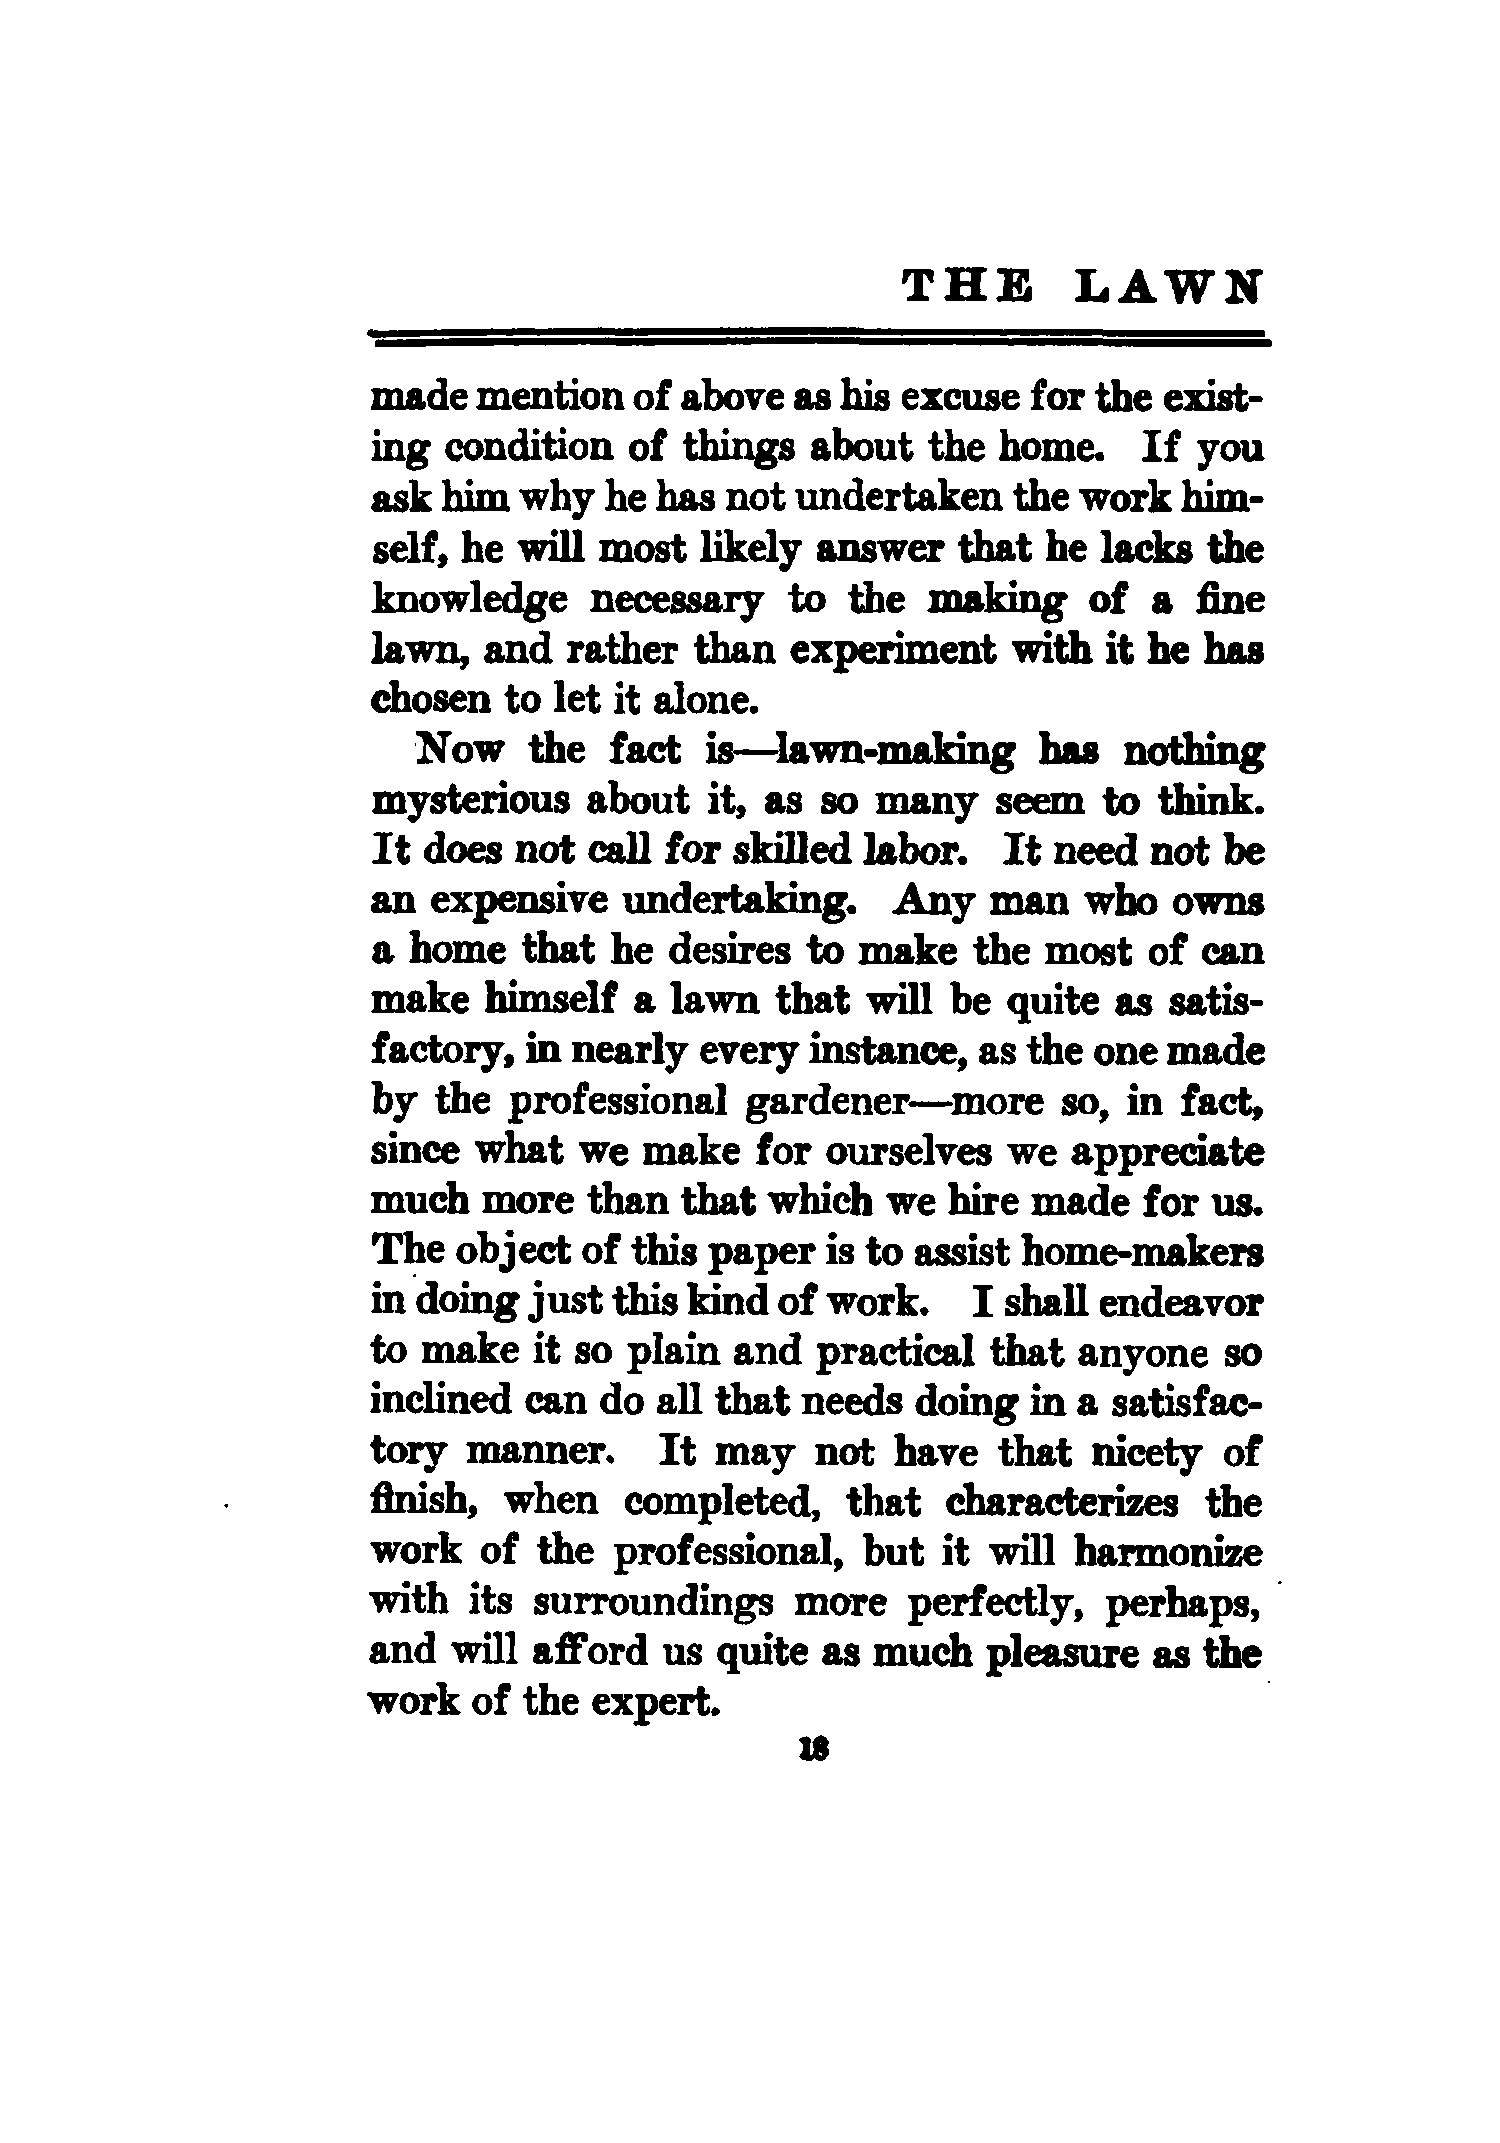 THE LAWN
made mention of above as his excuse for the exist-
ing condition of things about the home. If you
ask him why he has not undertaken the work him-
self, he will most likely answer that he lacks the
knowledge necessary to the making of a fine
lawn, and rather than experiment with it he has
chosen to let it alone.
Now the fact is—lawn-making has nothing
mysterious about it, as so many seem to think.
It does not call for skilled labor. It need not be
an expensive undertaking. Any man who owns
a home that he desires to make the most of can
make himself a lawn that will be quite as satis-
factory, in nearly every instance, as the one made
by the professional gardener—more so, in fact,
since what we make for ourselves we appreciate
much more than that which we hire made for us.
The object of this paper is to assist home-makers
in doing just this kind of work. I shall endeavor
to make it so plain and practical that anyone so
inclined can do all that needs doing in a satisfac-
tory manner. It may not have that nicety of
finish, when completed, that characterizes the
work of the professional, but it will harmonize
with its surroundings more perfectly, perhaps,
and will afford us quite as much pleasure as the
work of the expert.